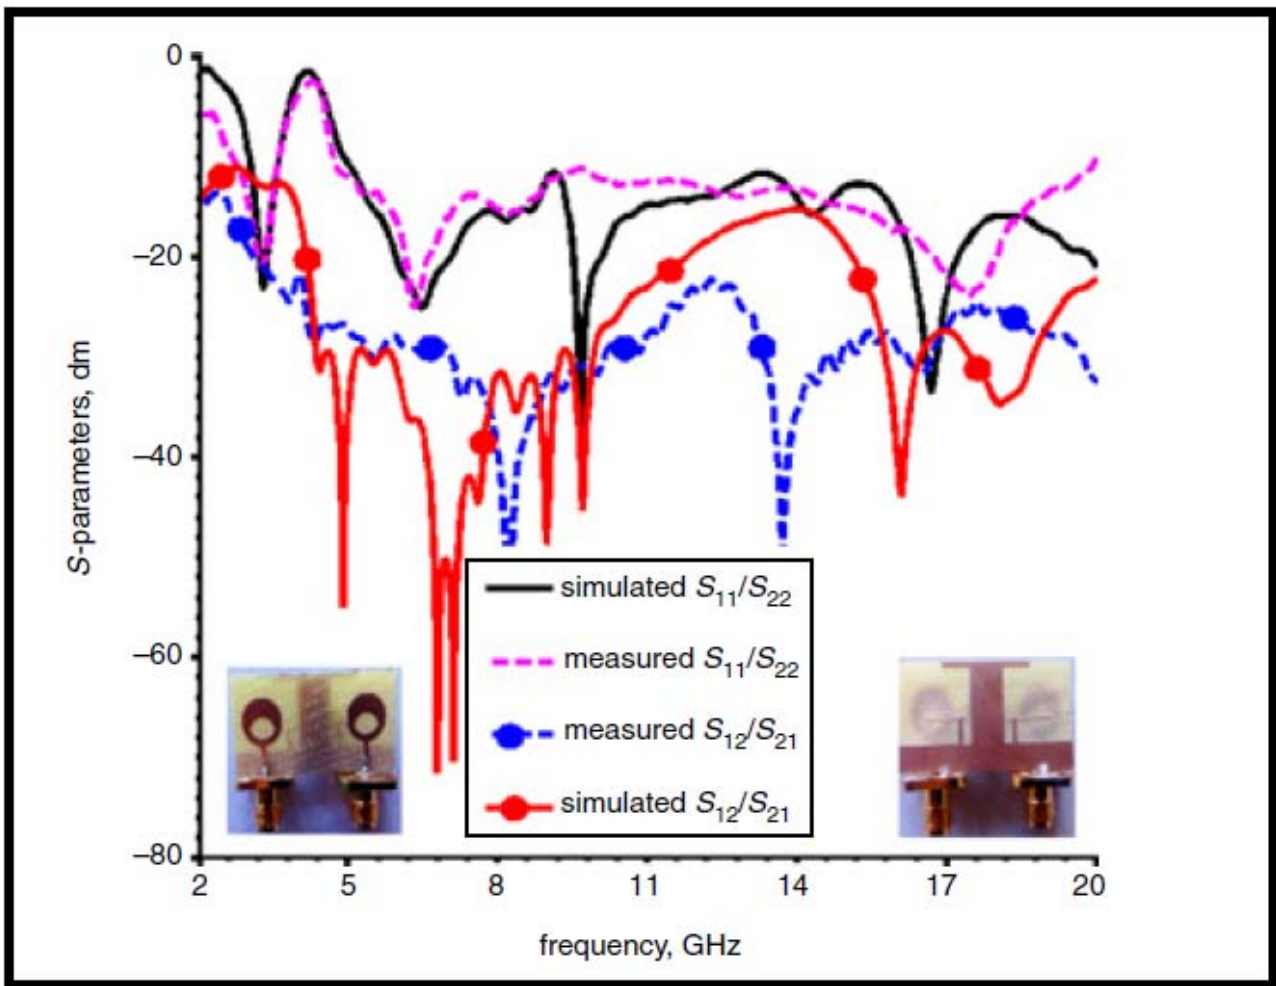 0
–20
–40
–60
–80
S-parameters, dm
simulated S11/S22
measured S11/S22
measured S12/S21
simulated S12/S21
2 5 8 11 14 17 20
frequency, GHz